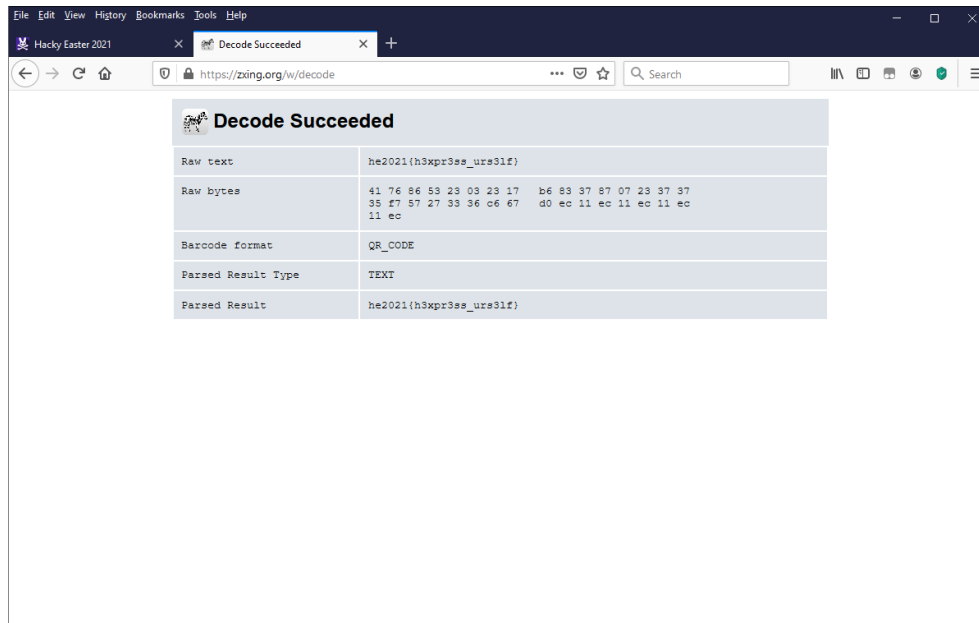 File Edit View History Bookmarks Tools Help
Hacky Easter 2021 Decode Succeeded
https://zxing.org/w/decode Search
Decode Succeeded
Raw text he2021{h3xpr3ss_urs3lf}
Raw bytes 41 76 86 53 23 03 23 17 b6 83 37 87 07 23 37 37
35 f7 57 27 33 36 c6 67 d0 ec 11 ec 11 ec 11 ec
11 ec
Barcode format QR_CODE
Parsed Result Type TEXT
Parsed Result he2021{h3xpr3ss_urs3lf}